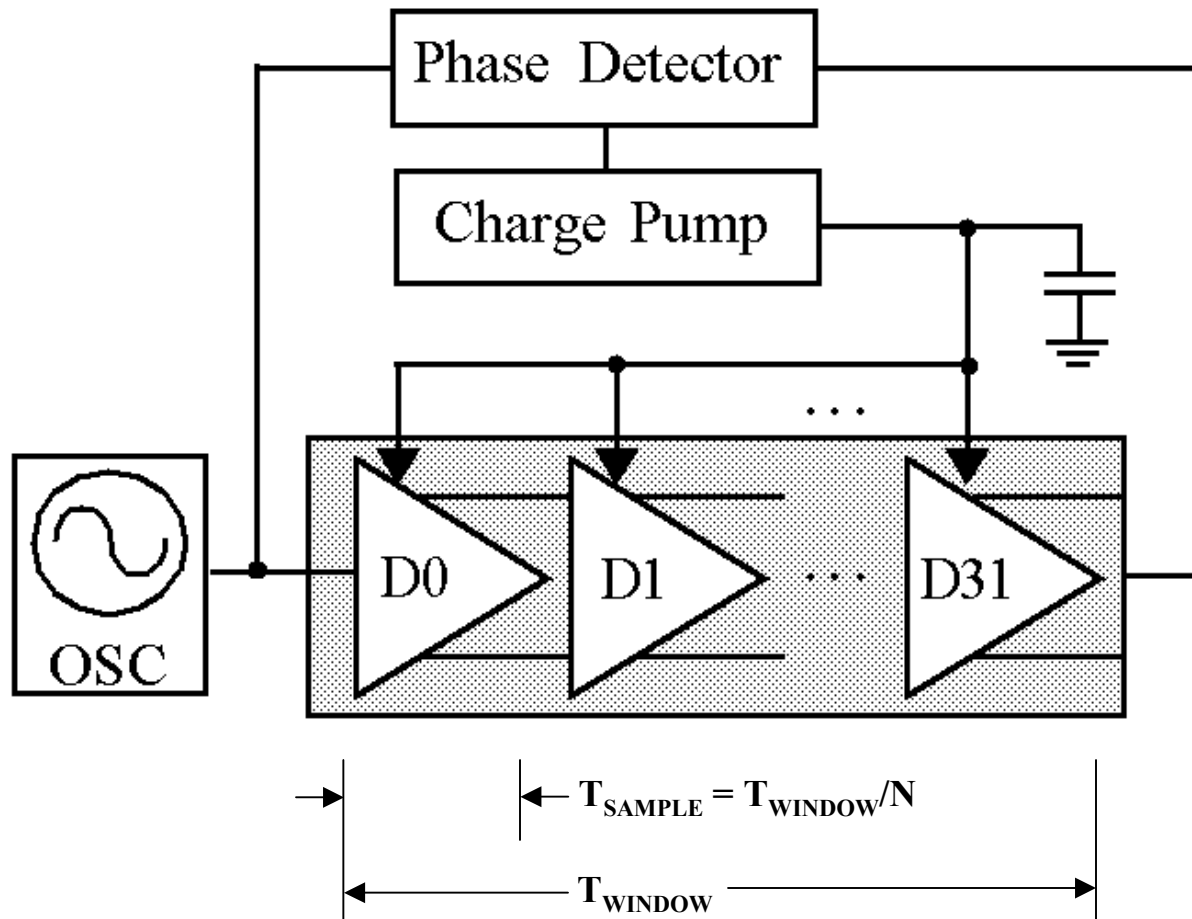 Phase Detector
Charge Pump
...
OSC
D0
D1
...
D31
T_SAMPLE = T_WINDOW/N
T_WINDOW